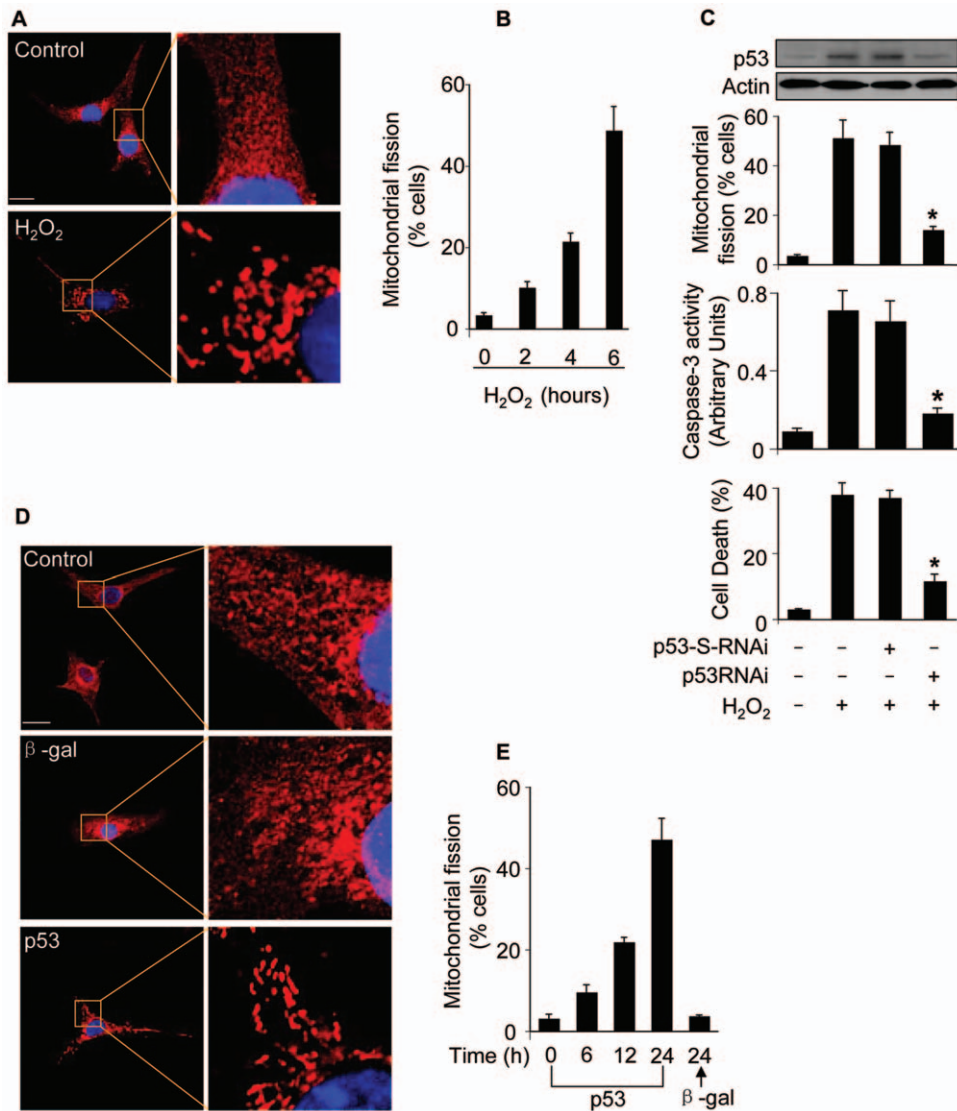 A
Control
H₂O₂
B
Mitochondrial fission
(% cells)
60
40
20
0
0 2 4 6
H₂O₂ (hours)
C
p53
Actin
Mitochondrial
fission (% cells)
60
40
20
0
*
Caspase-3 activity
(Arbitrary Units)
0.8
0.4
0
*
Cell Death (%)
40
20
0
*
p53-S-RNAi – – + –
p53RNAi – – – +
H₂O₂ – + + +
D
Control
β-gal
p53
E
Mitochondrial fission
(% cells)
60
40
20
0
Time (h) 0 6 12 24 24
p53 β-gal